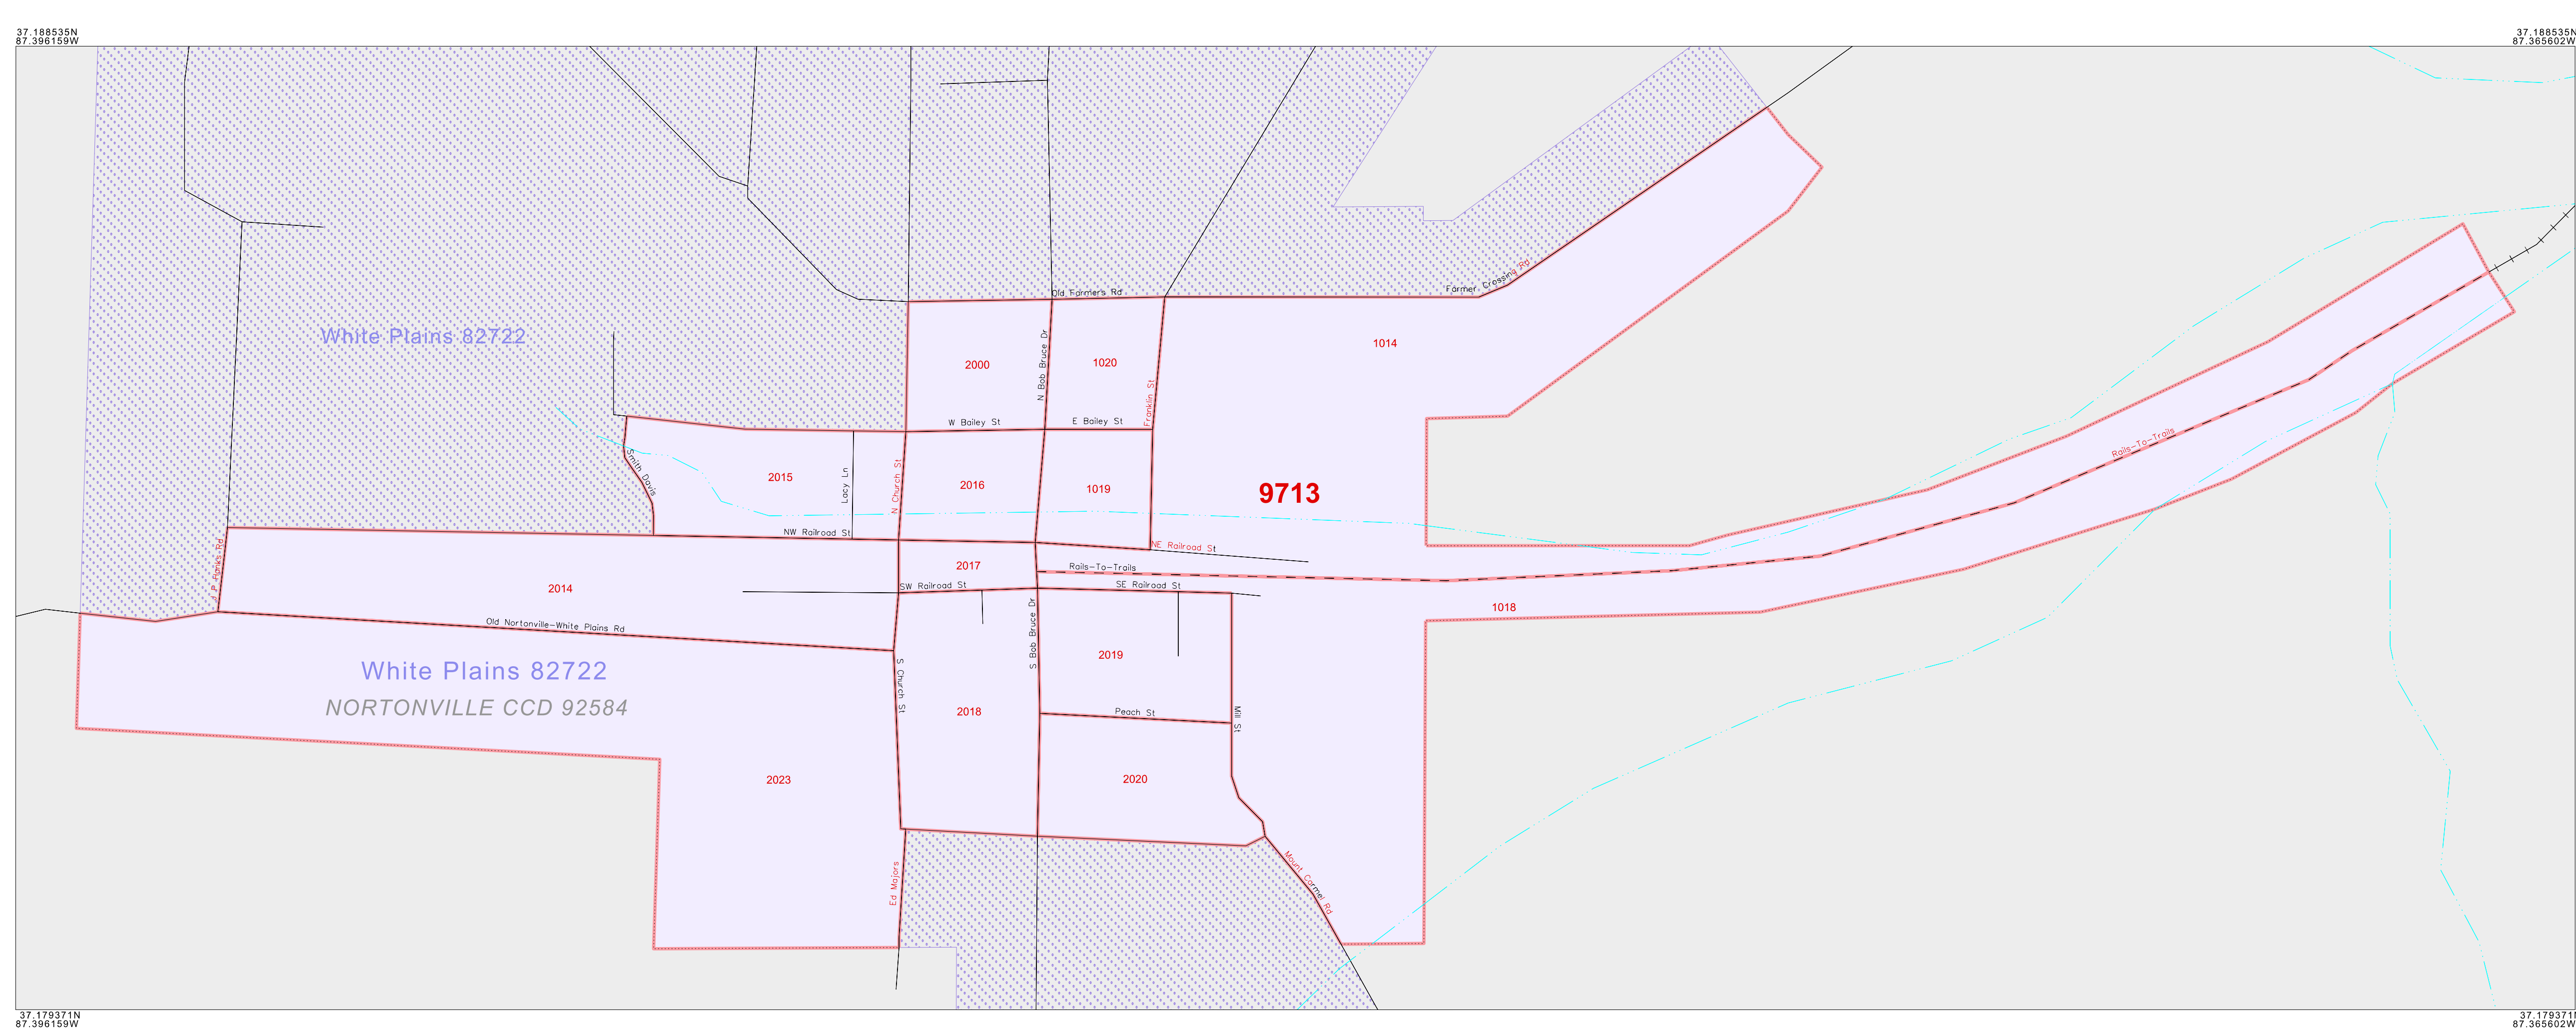 37.188535N
87.396159W
37.188535N
87.365602W
Farmer Crossing Rd
Old Farmers Rd
White Plains 82722
N Bob Bruce Dr
1014
2000
1020
Franklin St
W Bailey St
E Bailey St
Rails-To-Trails
Smith Davis
2015
Lacy Ln
N Church St
2016
1019
9713
NW Railroad St
NE Railroad St
J P Hanks Rd
2017
Rails-To-Trails
2014
SW Railroad St
SE Railroad St
1018
Old Nortonville-White Plains Rd
S Bob Bruce Dr
2019
White Plains 82722
S Church St
NORTONVILLE CCD 92584
2018
Peach St
Mill St
2023
2020
Ed Majors
Mount Carmel Rd
37.179371N
87.396159W
37.179371N
87.365602W